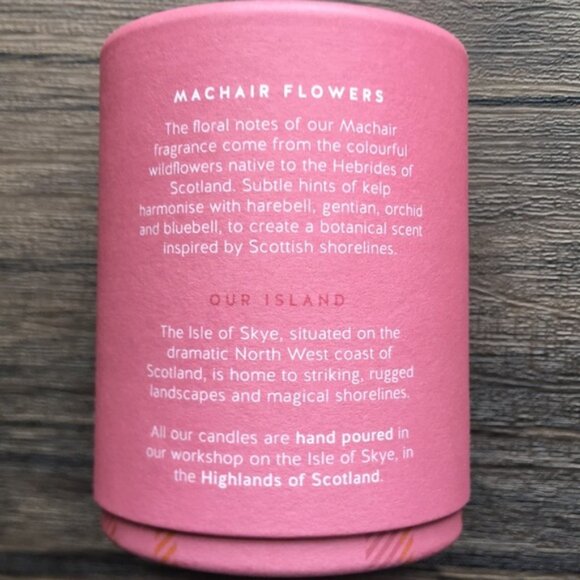 MACHAIR FLOWERS
The floral notes of our Machair
fragrance come from the colourful
wildflowers native to the Hebrides of
Scotland. Subtle hints of kelp
harmonise with harebell, gentian, orchid
and bluebell, to create a botanical scent
inspired by Scottish shorelines.
OUR ISLAND
The Isle of Skye, situated on the
dramatic North West coast of
Scotland, is home to striking, rugged
landscapes and magical shorelines.
All our candles are hand poured in
our workshop on the Isle of Skye, in
the Highlands of Scotland.